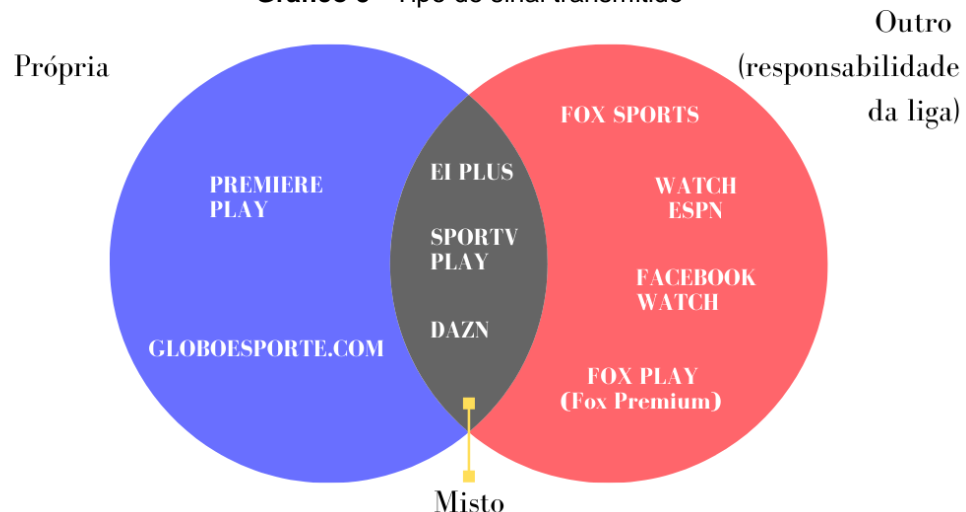 Outro
(responsabilidade
da liga)
Própria
FOX SPORTS
EI PLUS
PREMIERE
PLAY
WATCH
ESPN
SPORTV
PLAY
FACEBOOK
WATCH
DAZN
GLOBOESPORTE.COM
FOX PLAY
(Fox Premium)
Misto